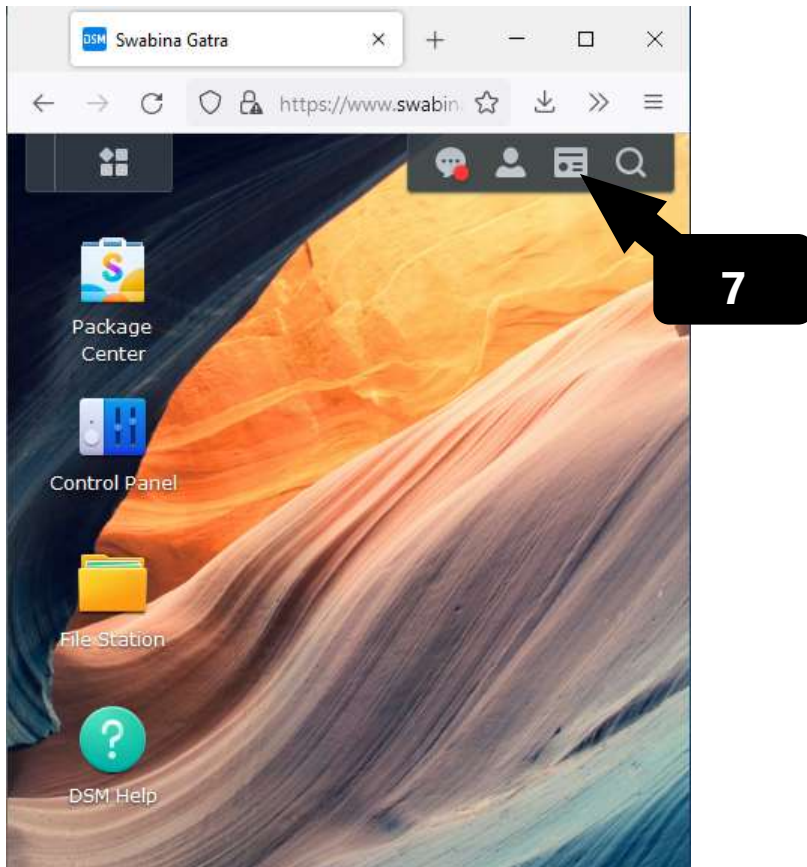 DSM Swabina Gatra
https://www.swabin
7
Package
Center
Control Panel
File Station
DSM Help